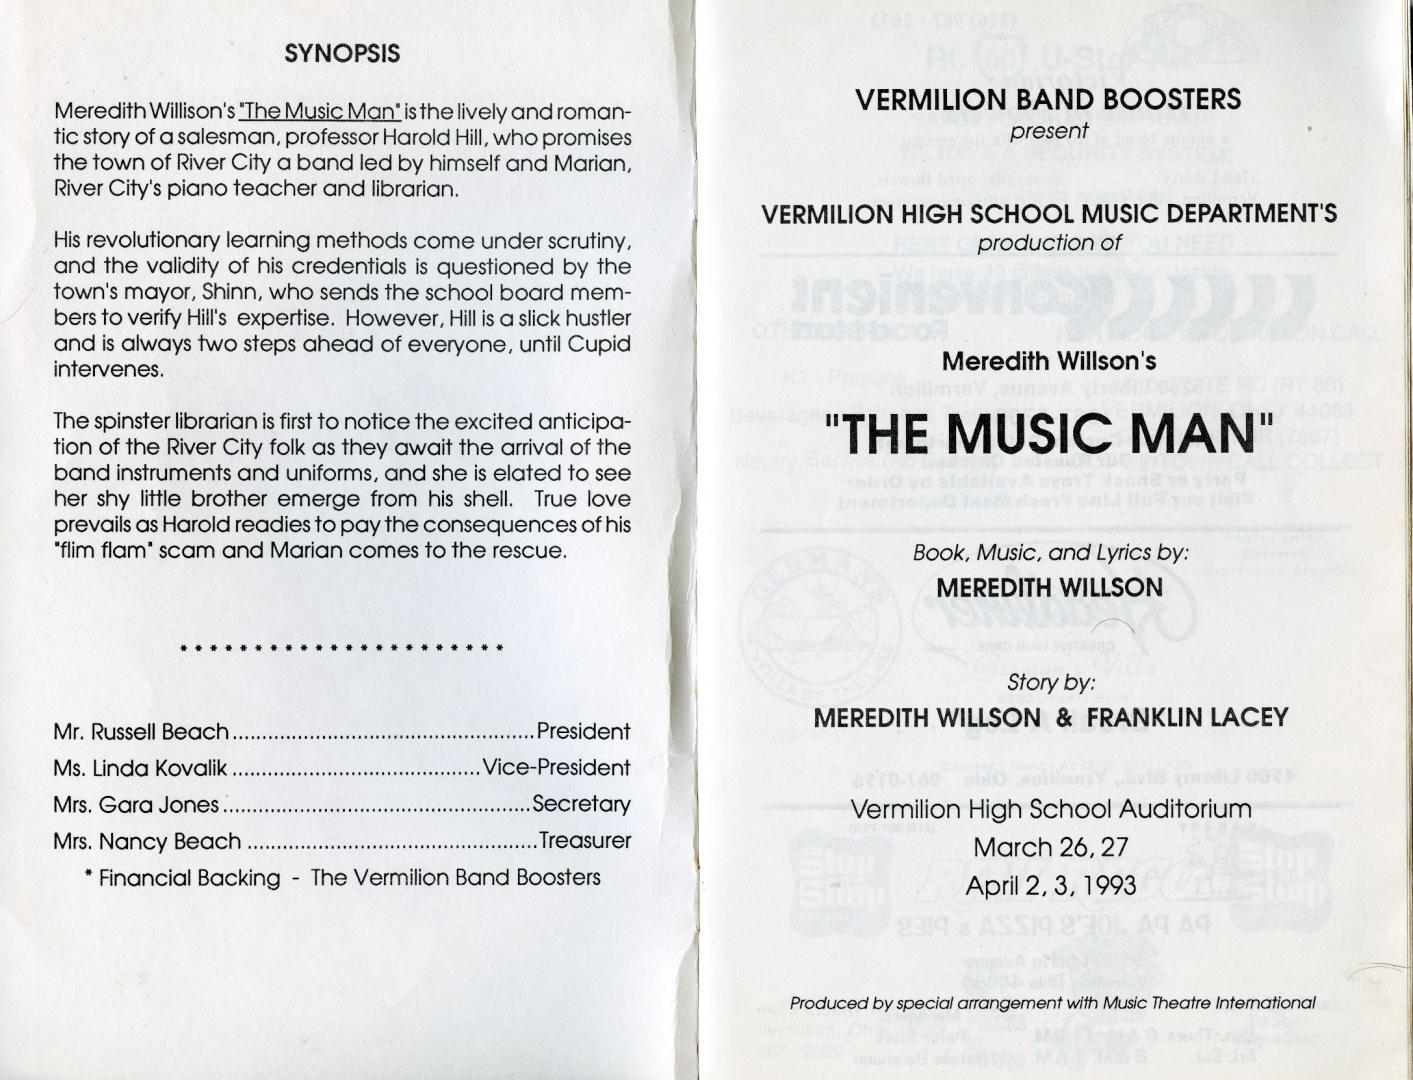 SYNOPSIS
Meredith Willison's "The Music Man" is the lively and roman-
tic story of a salesman, professor Harold Hill, who promises
the town of River City a band led by himself and Marian,
River City's piano teacher and librarian.
His revolutionary learning methods come under scrutiny,
and the validity of his credentials is questioned by the
town's mayor, Shinn, who sends the school board mem-
bers to verify Hill's expertise. However, Hill is a slick hustler
and is always two steps ahead of everyone, until Cupid
intervenes.
The spinster librarian is first to notice the excited anticipa-
tion of the River City folk as they await the arrival of the
band instruments and uniforms, and she is elated to see
her shy little brother emerge from his shell. True love
prevails as Harold readies to pay the consequences of his
"flim flam" scam and Marian comes to the rescue.
* * * * * * * * * * * * * * * * * * * * * *
Mr. Russell Beach...................................................President
Ms. Linda Kovalik..........................................Vice-President
Mrs. Gara Jones....................................................Secretary
Mrs. Nancy Beach.................................................Treasurer
* Financial Backing - The Vermilion Band Boosters
VERMILION BAND BOOSTERS
present
VERMILION HIGH SCHOOL MUSIC DEPARTMENT'S
production of
Meredith Willson's
"THE MUSIC MAN"
Book, Music, and Lyrics by:
MEREDITH WILLSON
Story by:
MEREDITH WILLSON & FRANKLIN LACEY
Vermilion High School Auditorium
March 26, 27
April 2, 3, 1993
Produced by special arrangement with Music Theatre International